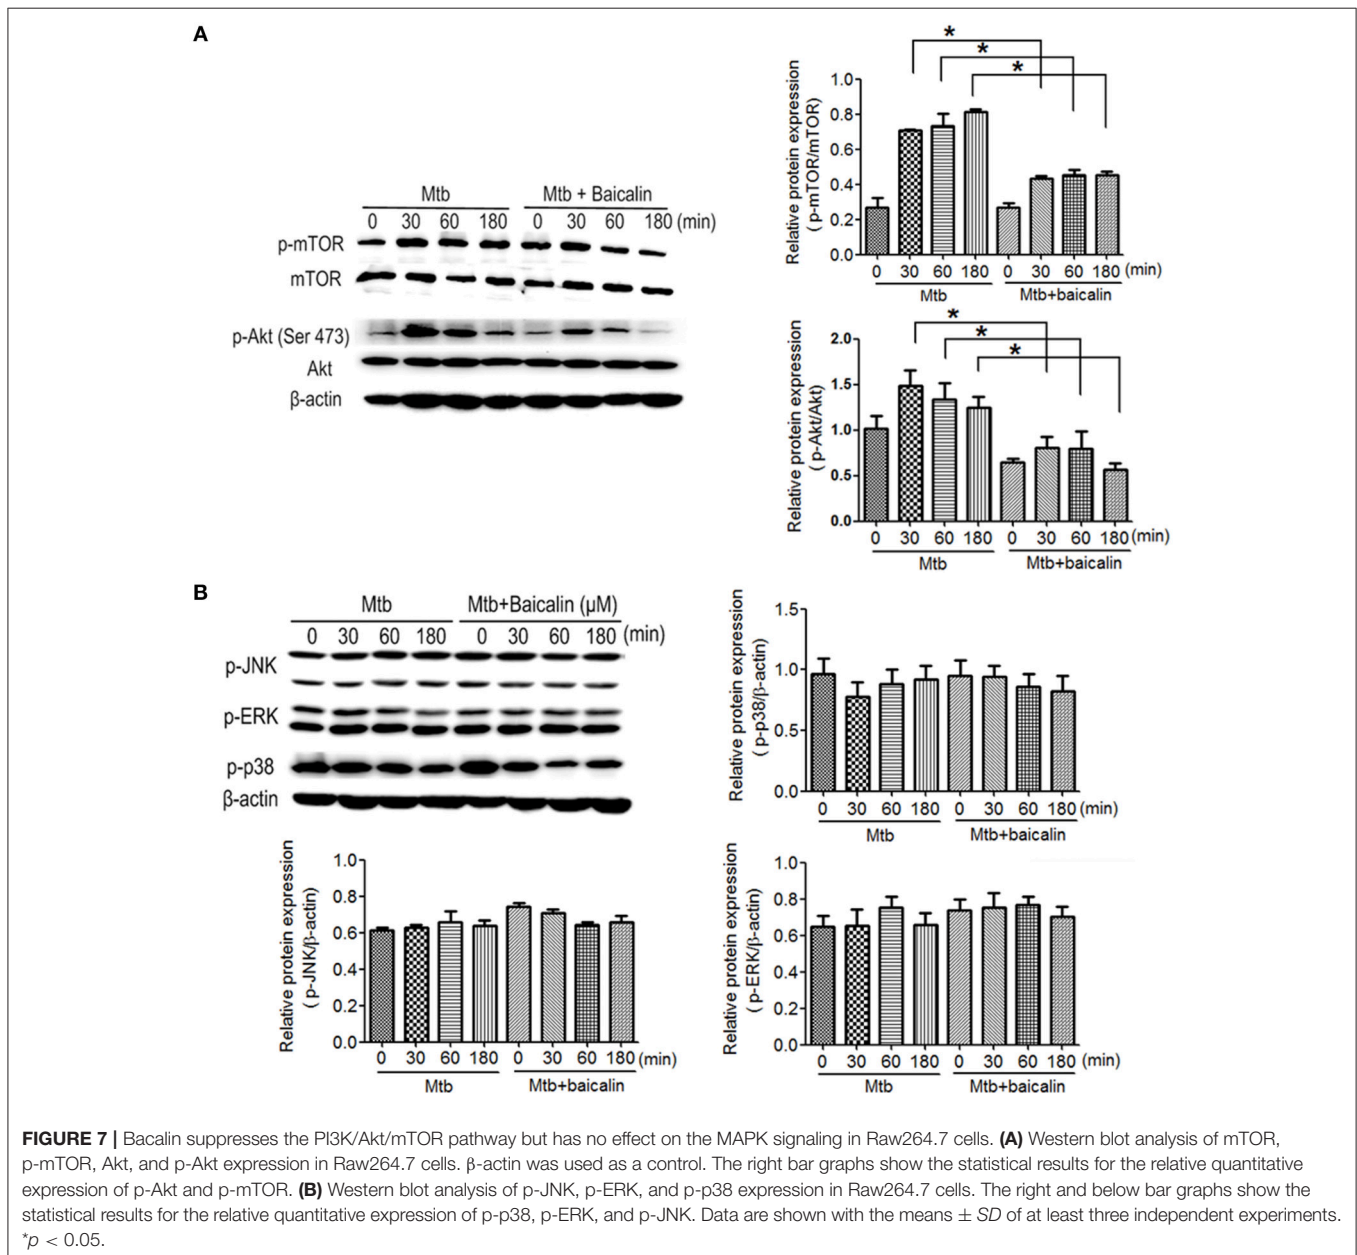 A
Mtb Mtb + Baicalin
0 30 60 180 0 30 60 180 (min)
p-mTOR
mTOR
p-Akt (Ser 473)
Akt
β-actin
* 
*
*
Relative protein expression
( p-mTOR/mTOR)
1.0
0.8
0.6
0.4
0.2
0.0
0 30 60 180 0 30 60 180 (min)
Mtb Mtb+baicalin
*
*
*
Relative protein expression
( p-Akt/Akt)
2.0
1.5
1.0
0.5
0.0
0 30 60 180 0 30 60 180 (min)
Mtb Mtb+baicalin
B
Mtb Mtb+Baicalin (μM)
0 30 60 180 0 30 60 180 (min)
p-JNK
p-ERK
p-p38
β-actin
Relative protein expression
( p-p38/β-actin)
1.5
1.0
0.5
0.0
0 30 60 180 0 30 60 180 (min)
Mtb Mtb+baicalin
Relative protein expression
( p-JNK/β-actin)
1.0
0.8
0.6
0.4
0.2
0.0
0 30 60 180 0 30 60 180 (min)
Mtb Mtb+baicalin
Relative protein expression
( p-ERK/β-actin)
1.0
0.8
0.6
0.4
0.2
0.0
0 30 60 180 0 30 60 180 (min)
Mtb Mtb+baicalin
FIGURE 7 | Bacalin suppresses the PI3K/Akt/mTOR pathway but has no effect on the MAPK signaling in Raw264.7 cells. (A) Western blot analysis of mTOR,
p-mTOR, Akt, and p-Akt expression in Raw264.7 cells. β-actin was used as a control. The right bar graphs show the statistical results for the relative quantitative
expression of p-Akt and p-mTOR. (B) Western blot analysis of p-JNK, p-ERK, and p-p38 expression in Raw264.7 cells. The right and below bar graphs show the
statistical results for the relative quantitative expression of p-p38, p-ERK, and p-JNK. Data are shown with the means ± SD of at least three independent experiments.
*p < 0.05.